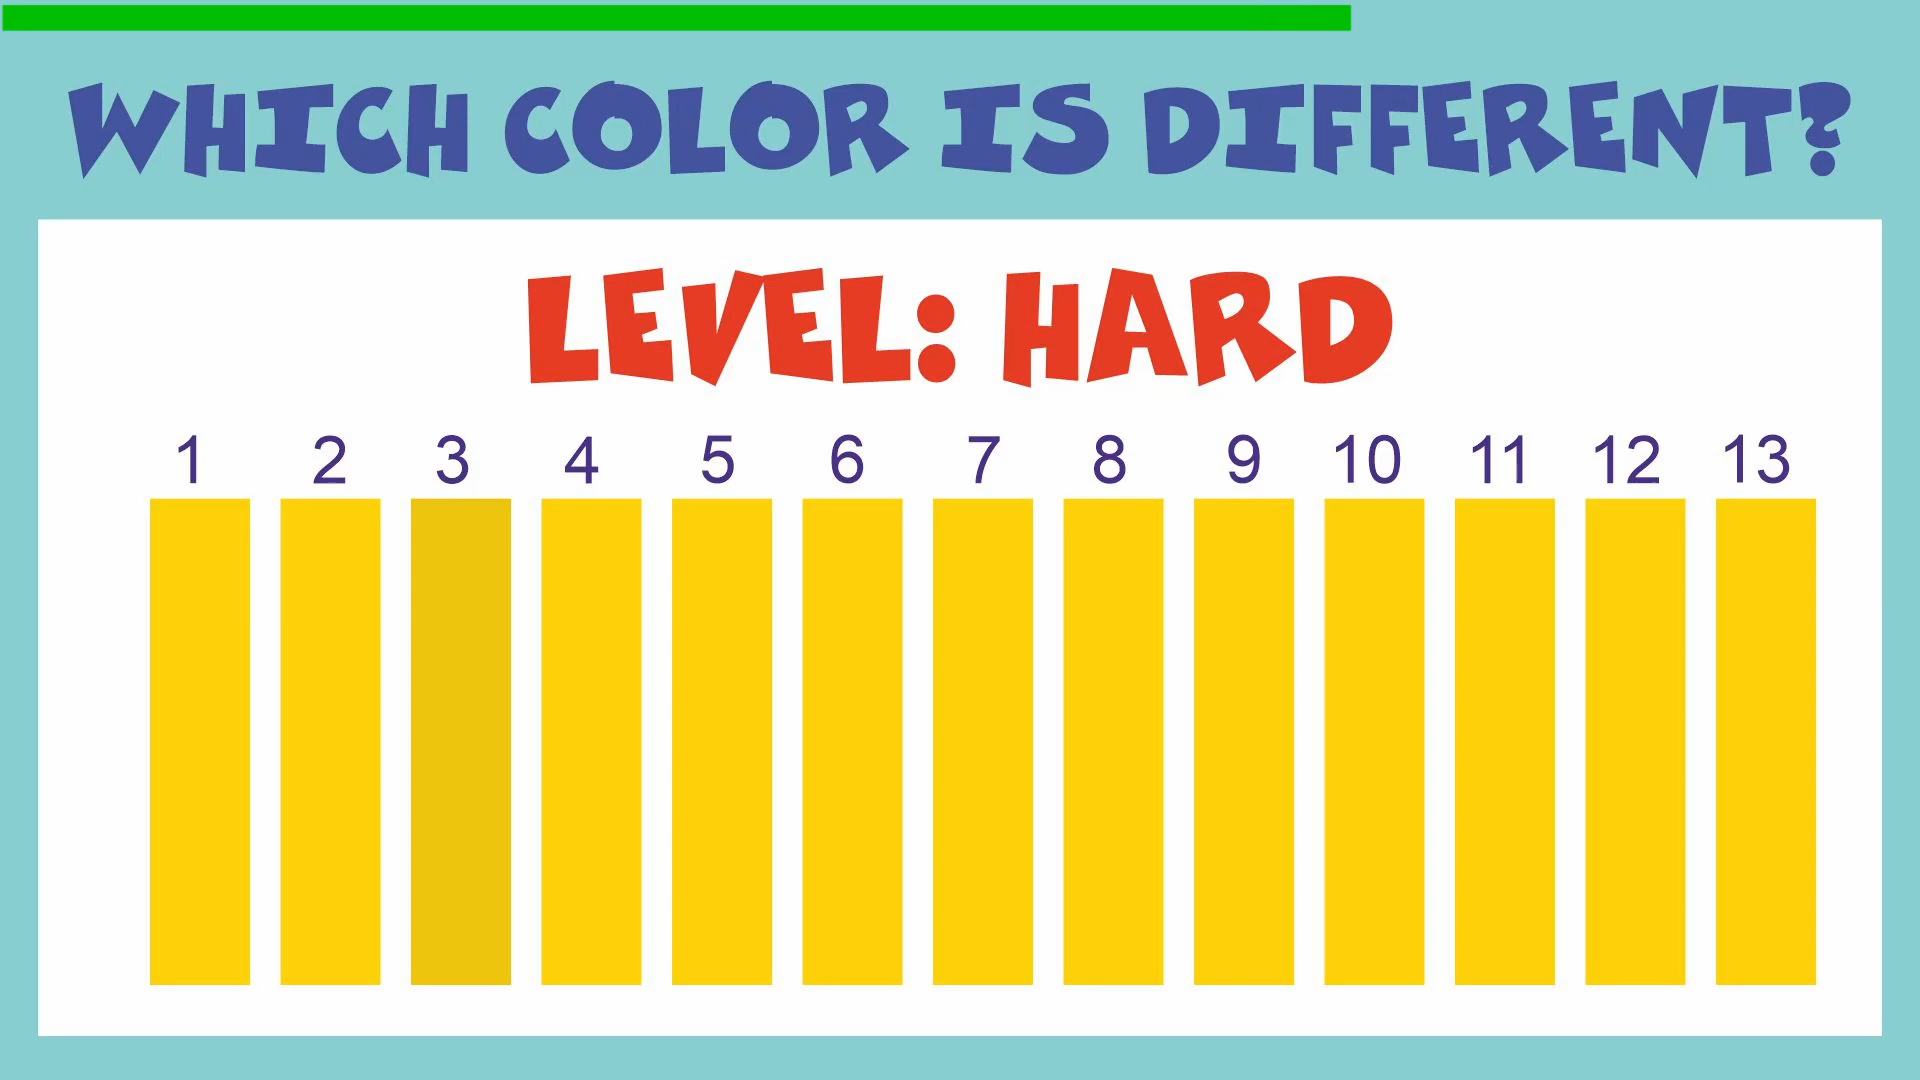 WHICH COLOR IS DIFFERENT?
LEVEL: HARD
1 2 3 4 5 6 7 8 9 10 11 12 13